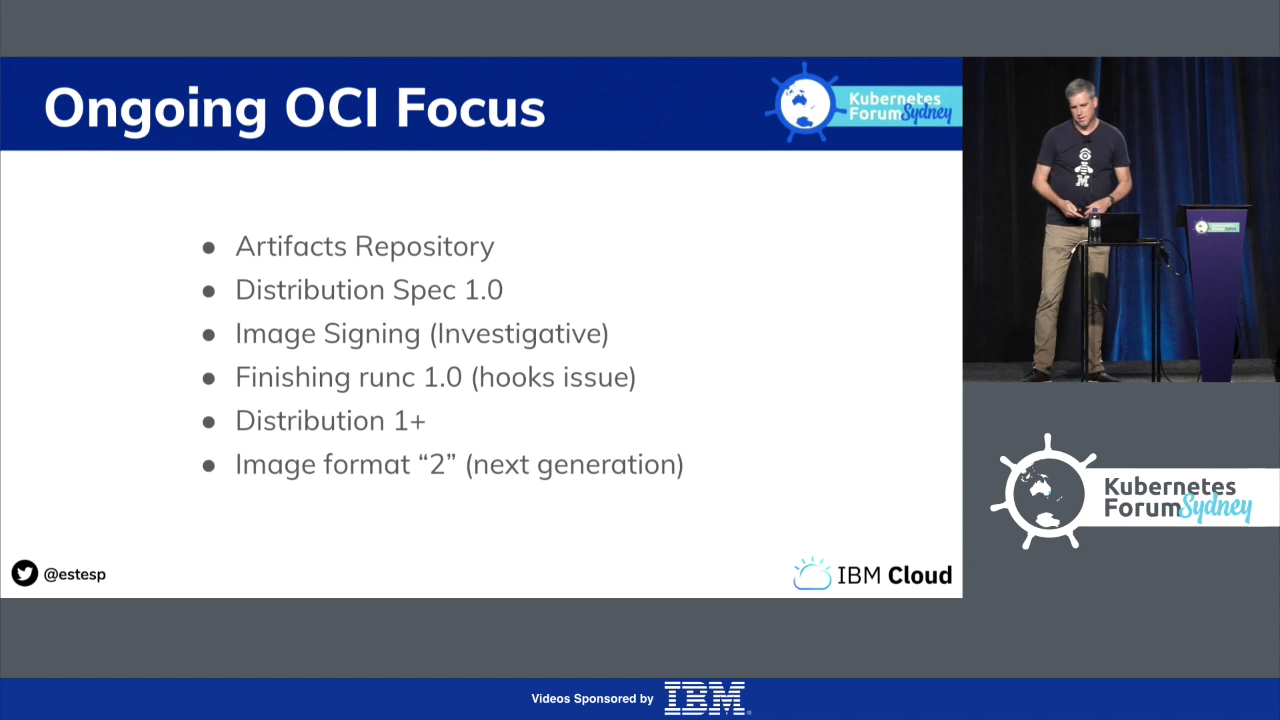 Ongoing OCI Focus
Kubernetes
Forum Sydney
● Artifacts Repository
● Distribution Spec 1.0
● Image Signing (Investigative)
● Finishing runc 1.0 (hooks issue)
● Distribution 1+
● Image format “2” (next generation)
@estesp
IBM Cloud
M
Kubernetes
Forum Sydney
Videos Sponsored by IBM